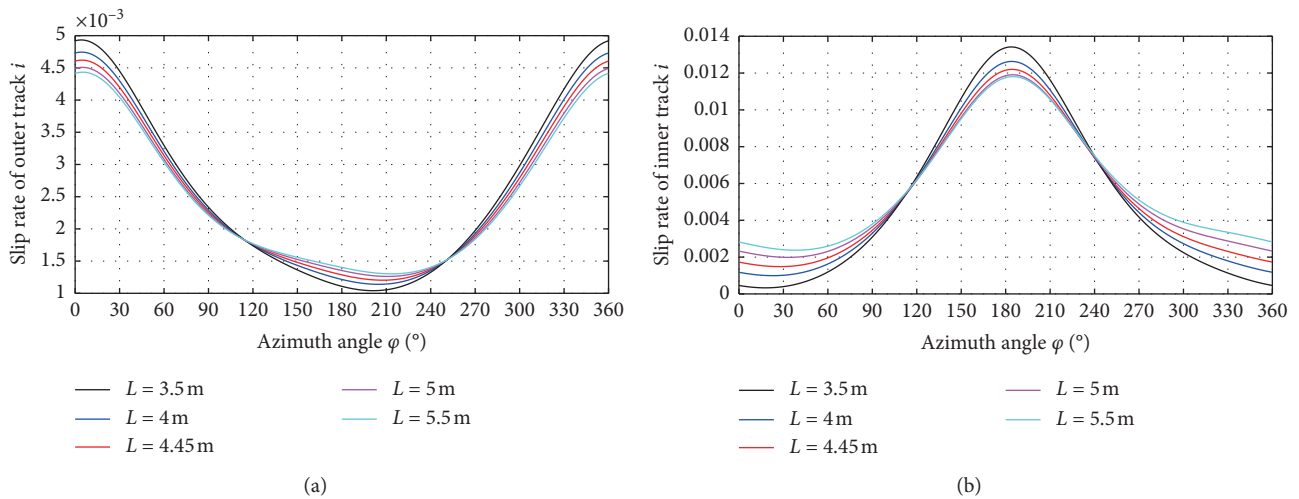 ×10–3
5
4.5
4
3.5
3
2.5
2
1.5
1
Slip rate of outer track i
0 30 60 90 120 150 180 210 240 270 300 330 360
Azimuth angle φ (°)
L = 3.5 m
L = 4 m
L = 4.45 m
L = 5 m
L = 5.5 m
(a)
0.014
0.012
0.01
0.008
0.006
0.004
0.002
0
Slip rate of inner track i
0 30 60 90 120 150 180 210 240 270 300 330 360
Azimuth angle φ (°)
L = 3.5 m
L = 4 m
L = 4.45 m
L = 5 m
L = 5.5 m
(b)